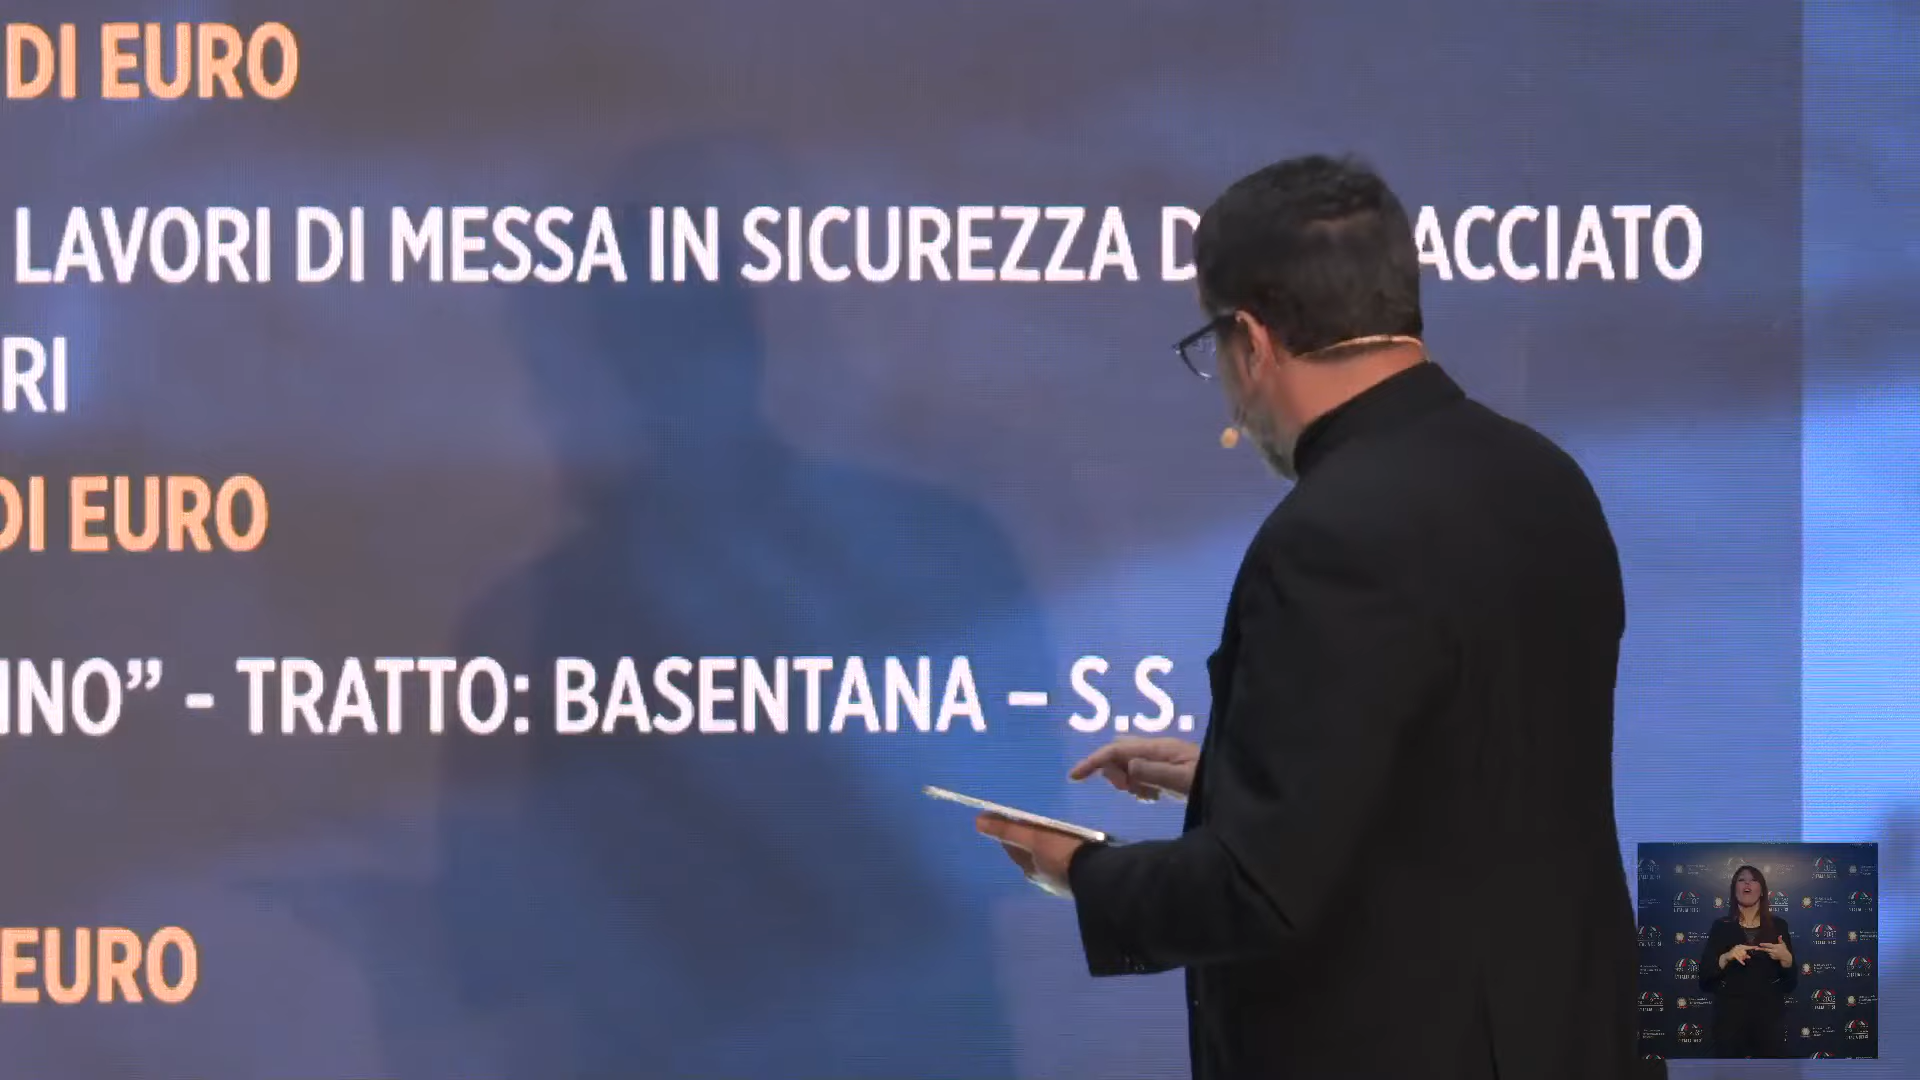 DI EURO
LAVORI DI MESSA IN SICUREZZA D ACCIATO
RI
DI EURO
INO” - TRATTO: BASENTANA – S.S.
EURO